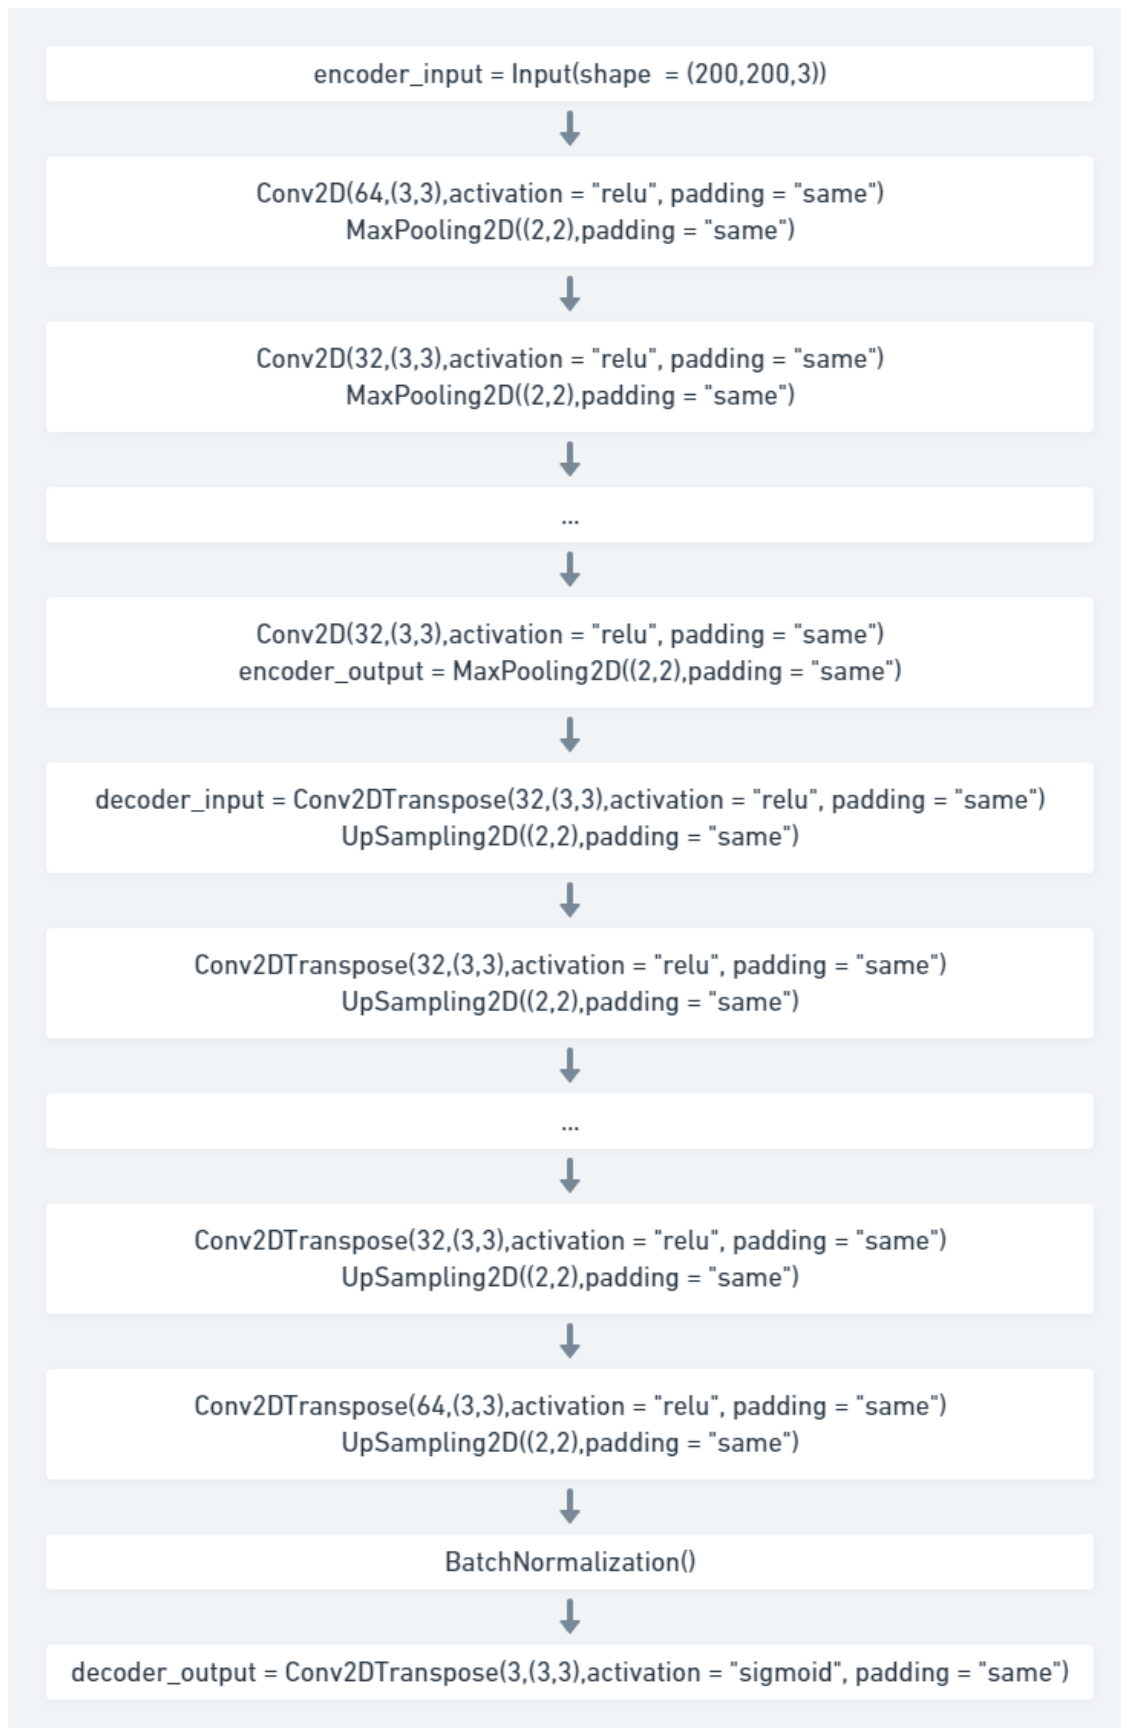 encoder_input = Input(shape  = (200,200,3))
Conv2D(64,(3,3),activation = "relu", padding = "same")
MaxPooling2D((2,2),padding = "same")
Conv2D(32,(3,3),activation = "relu", padding = "same")
MaxPooling2D((2,2),padding = "same")
...
Conv2D(32,(3,3),activation = "relu", padding = "same")
encoder_output = MaxPooling2D((2,2),padding = "same")
decoder_input = Conv2DTranspose(32,(3,3),activation = "relu", padding = "same")
UpSampling2D((2,2),padding = "same")
Conv2DTranspose(32,(3,3),activation = "relu", padding = "same")
UpSampling2D((2,2),padding = "same")
...
Conv2DTranspose(32,(3,3),activation = "relu", padding = "same")
UpSampling2D((2,2),padding = "same")
Conv2DTranspose(64,(3,3),activation = "relu", padding = "same")
UpSampling2D((2,2),padding = "same")
BatchNormalization()
decoder_output = Conv2DTranspose(3,(3,3),activation = "sigmoid", padding = "same")